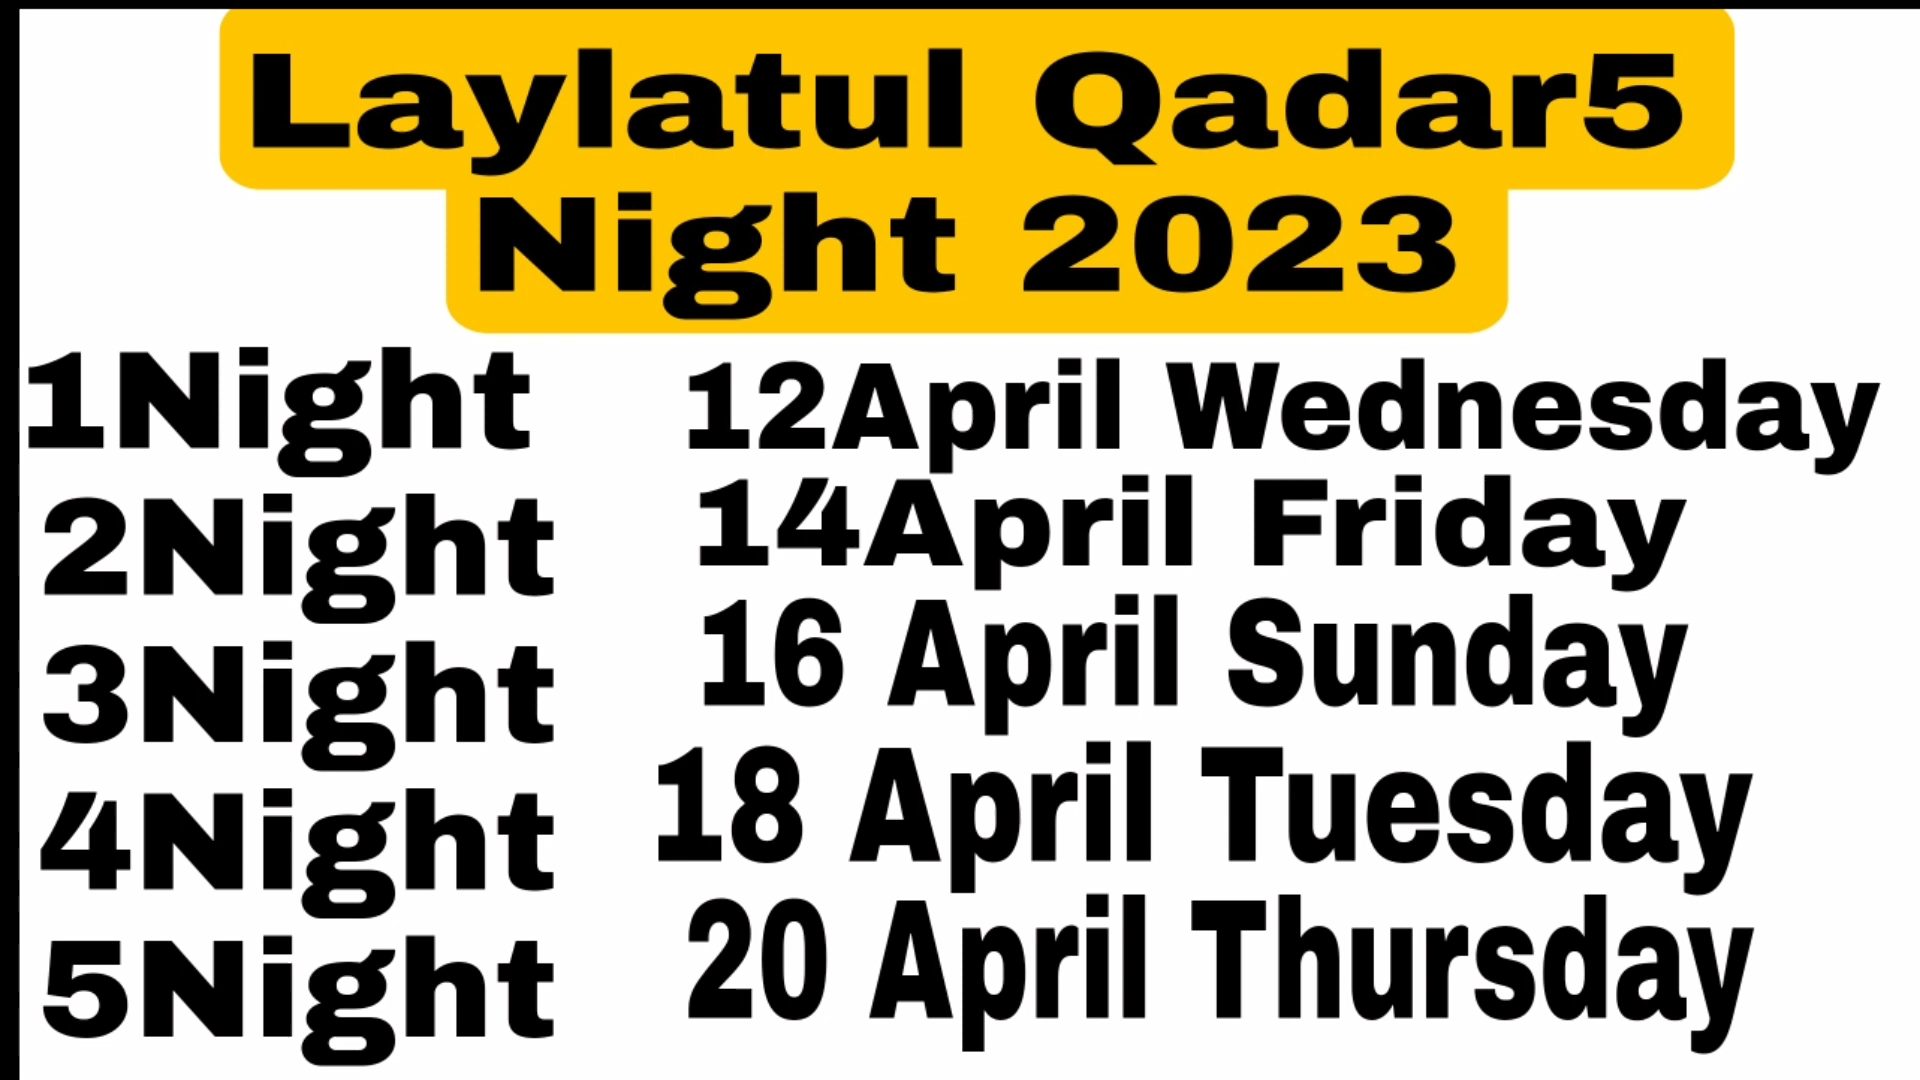 Laylatul Qadar5
Night 2023
1Night 12April Wednesday
2Night 14April Friday
3Night 16 April Sunday
4Night 18 April Tuesday
5Night 20 April Thursday